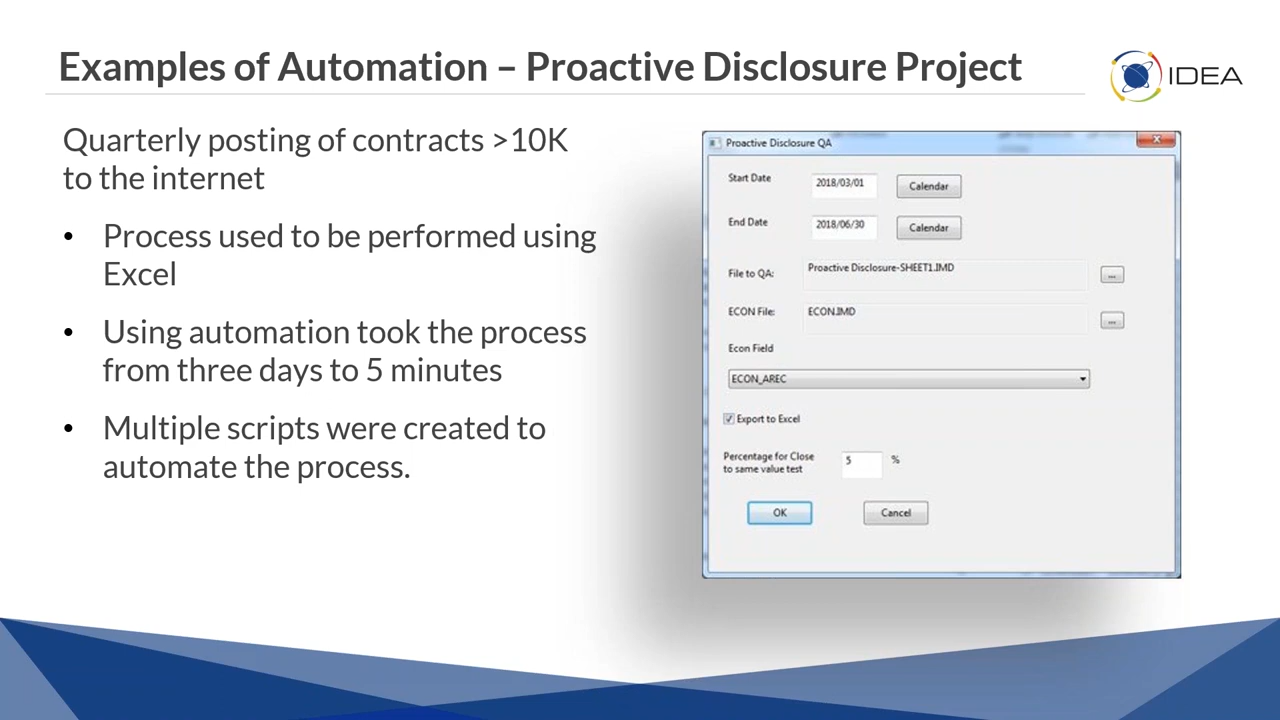 Examples of Automation – Proactive Disclosure Project
IDEA
Quarterly posting of contracts >10K
to the internet
• Process used to be performed using
Excel
• Using automation took the process
from three days to 5 minutes
• Multiple scripts were created to
automate the process.
Proactive Disclosure QA
Start Date 2018/03/01 Calendar
End Date 2018/06/30 Calendar
File to QA: Proactive Disclosure-SHEET1.IMD ...
ECON File: ECON.IMD ...
Econ Field
ECON_AREC
Export to Excel
Percentage for Close
to same value test 5 %
OK Cancel